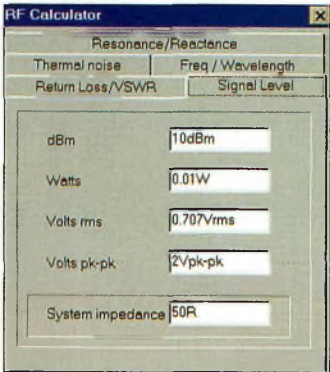 RF Calculator
Resonance/Reactance
Thermal noise
Freq / Wavelength
Return Loss/VSWR
Signal Level
dBm
10dBm
Watts
0.01W
Volts rms
0.707Vrms
Volts pk-pk
2Vpk-pk
System impedance
50R